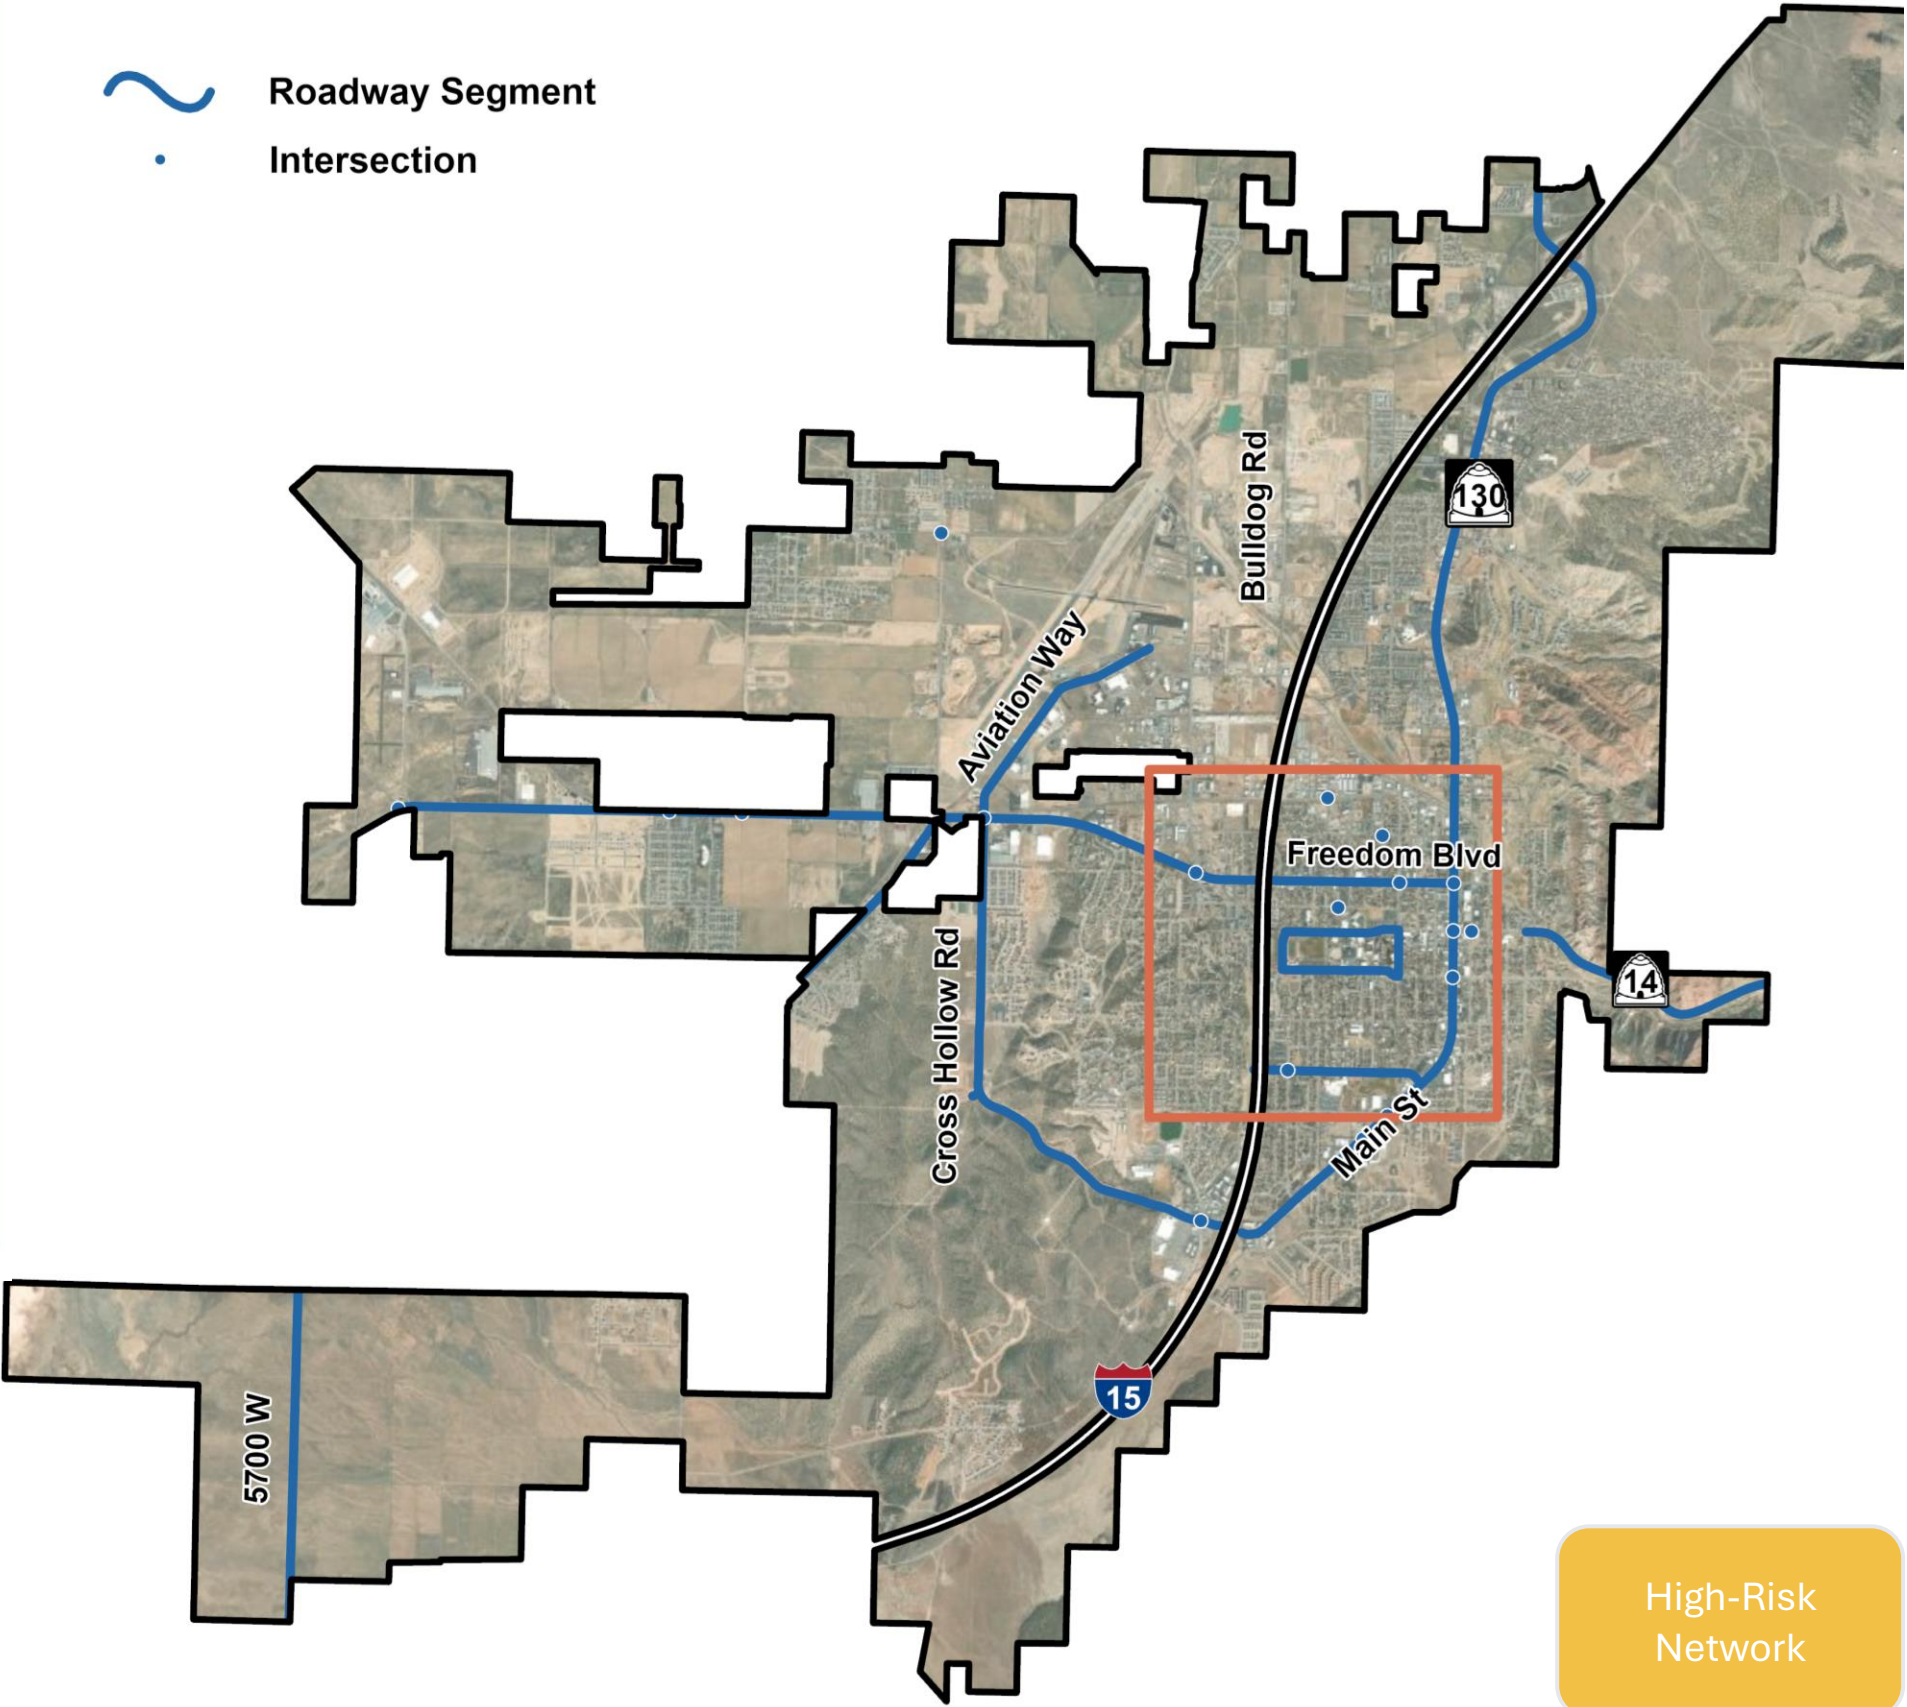 Roadway Segment
Intersection
Bulldog Rd
130
Aviation Way
Freedom Blvd
Cross Hollow Rd
14
Main St
15
5700 W
High-Risk
Network